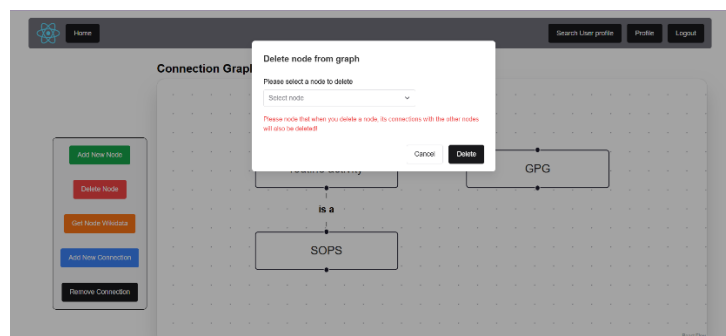 Home
Search User profile
Profile
Logout
Delete node from graph
Connection Grap
Please select a node to delete
Select node
Please node that when you delete a node, its connections with the other nodes
will also be deleted!
Cancel
Delete
Add New Node
GPG
Delete Node
is a
Get Node Wikidata
SOPS
Add New Connection
Remove Connection